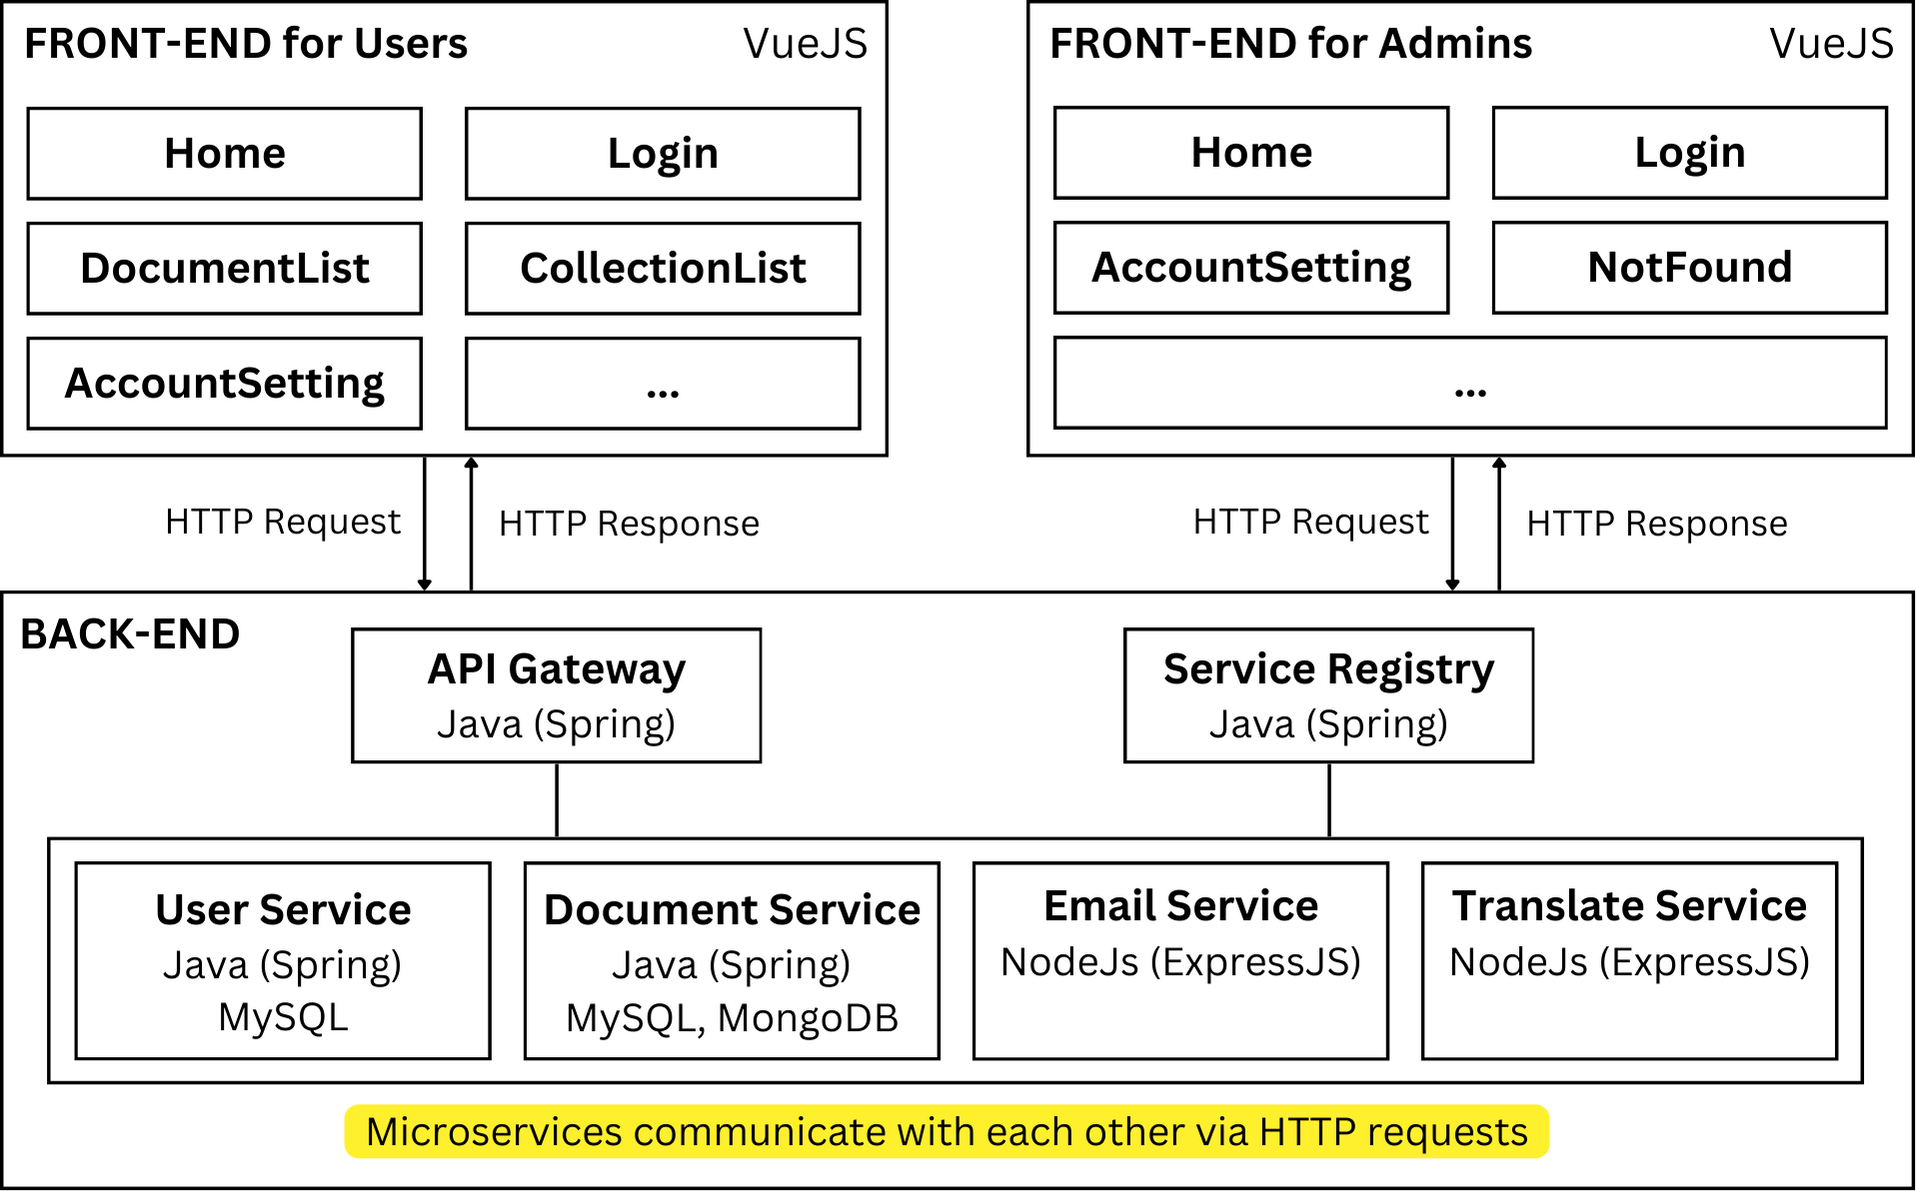 FRONT-END for Users
VueJS
Home
Login
DocumentList
CollectionList
AccountSetting
...
FRONT-END for Admins
VueJS
Home
Login
AccountSetting
NotFound
...
HTTP Request
HTTP Response
HTTP Request
HTTP Response
BACK-END
API Gateway
Java (Spring)
Service Registry
Java (Spring)
User Service
Java (Spring)
MySQL
Document Service
Java (Spring)
MySQL, MongoDB
Email Service
NodeJs (ExpressJS)
Translate Service
NodeJs (ExpressJS)
Microservices communicate with each other via HTTP requests